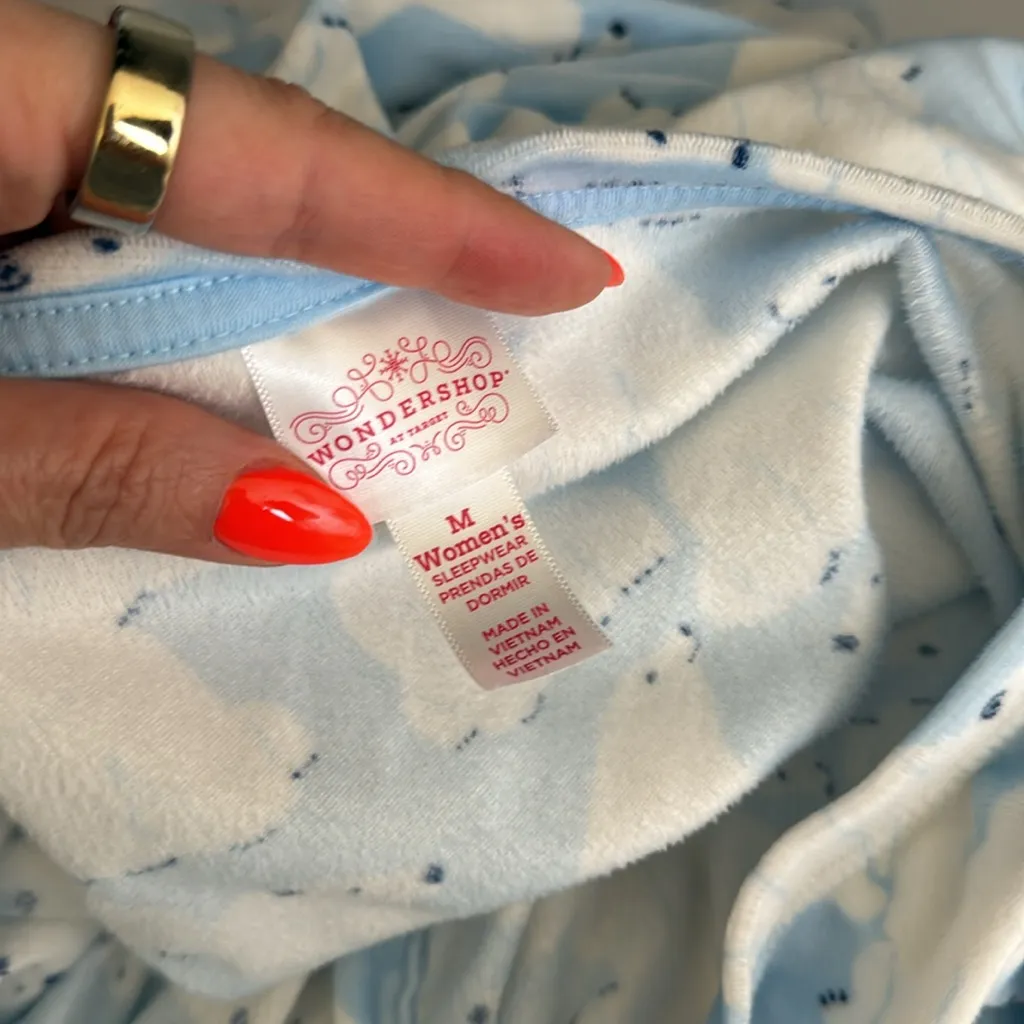 WONDERSHOP
AT TARGET
M
Women's
SLEEPWEAR
PRENDAS DE
DORMIR
MADE IN
VIETNAM
HECHO EN
VIETNAM